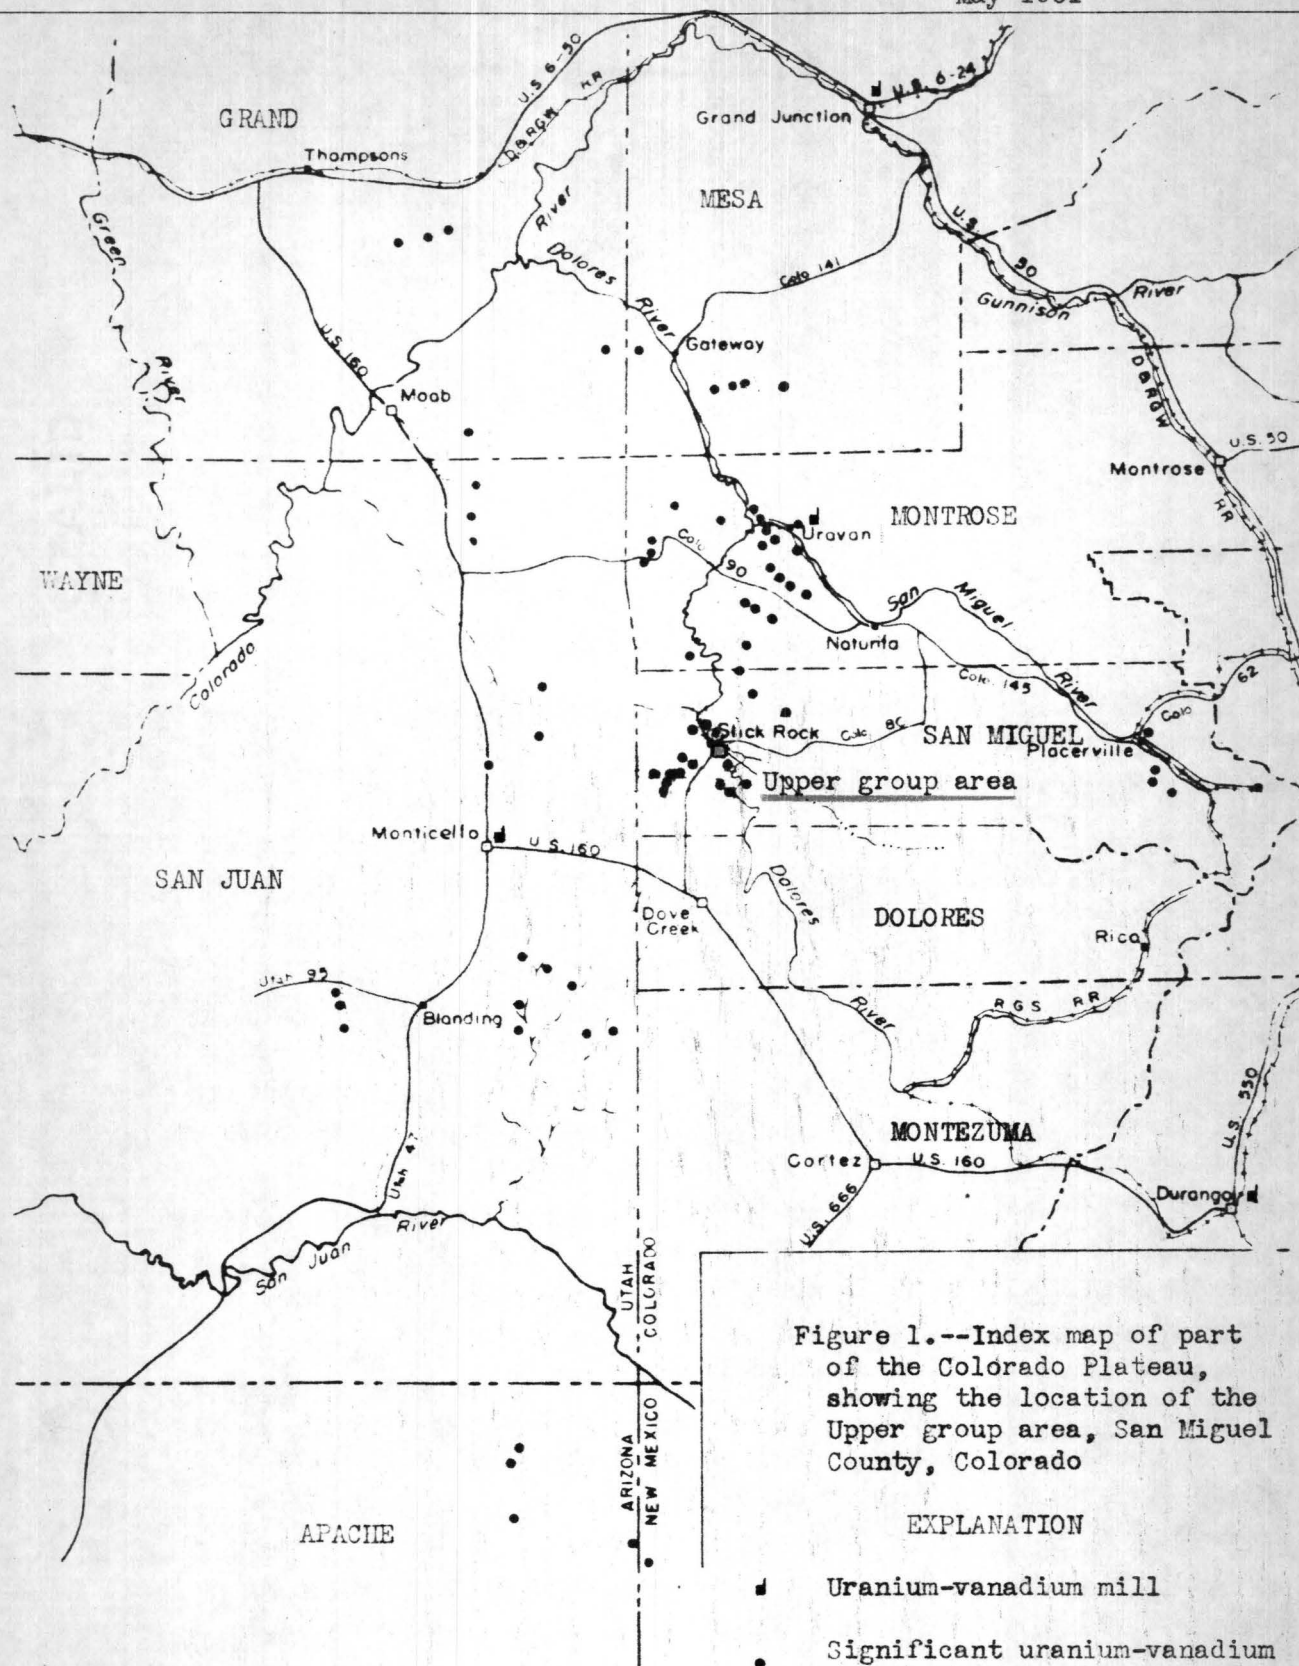 GRAND
U.S. 6-50
D&RGW RR
U.S. 6-24
Grand Junction
Thompsons
MESA
Green
River
River
Dolores
River
Colo 141
U.S.
50
Gunnison
River
U.S. 160
Gateway
Moab
D&RGW
RR
U.S. 50
Montrose
MONTROSE
Uravan
Colo
90
WAYNE
San Miguel
River
Naturita
Colorado
Colo. 145
Colo
62
Slick Rock
Colo 80
SAN MIGUEL
Placerville
Upper group area
Monticello
U.S. 160
SAN JUAN
Dolores
River
Dove
Creek
DOLORES
Rico
Utah 95
Blanding
RGS RR
U.S. 550
MONTEZUMA
Cortez
U.S. 160
Utah 47
U.S. 666
Durango
San Juan River
UTAH
COLORADO
ARIZONA
NEW MEXICO
APACHE
Figure 1.--Index map of part
of the Colorado Plateau,
showing the location of the
Upper group area, San Miguel
County, Colorado
EXPLANATION
Uranium-vanadium mill
Significant uranium-vanadium